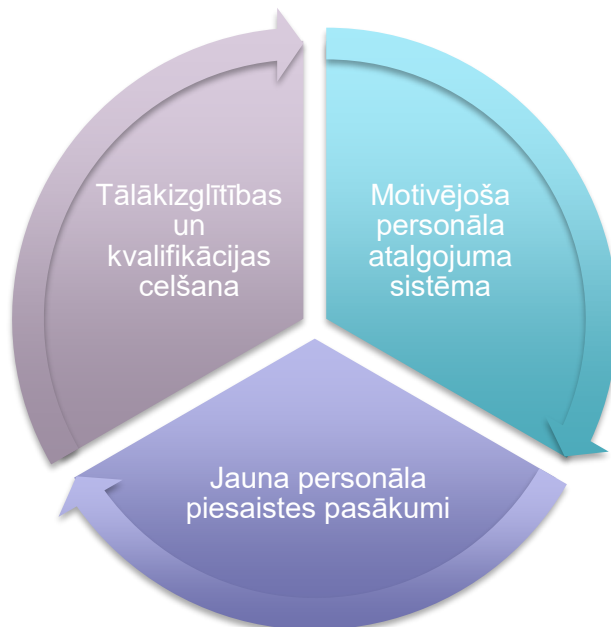 Tālākizglītības
un
kvalifikācijas
celšana
Motivējoša
personāla
atalgojuma
sistēma
Jauna personāla
piesaistes pasākumi